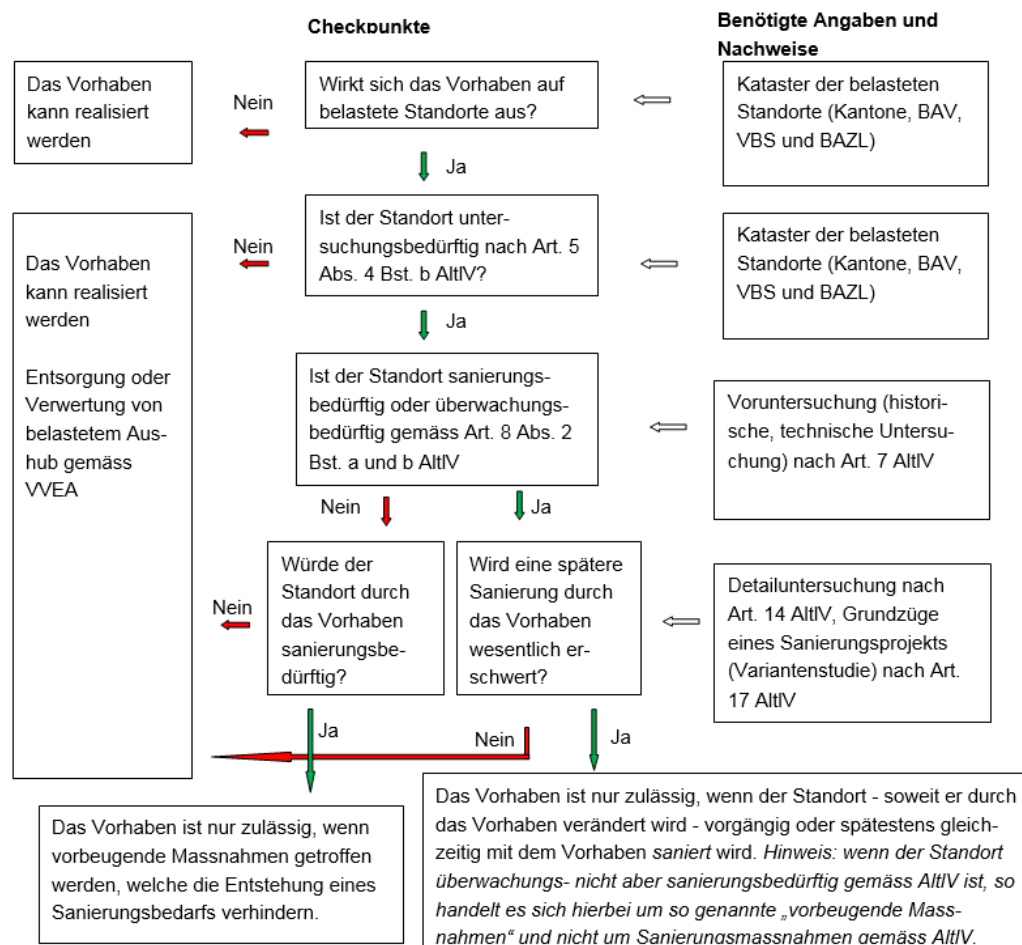 Checkpunkte
Benötigte Angaben und
Nachweise
Das Vorhaben
kann realisiert
werden
Nein
Wirkt sich das Vorhaben auf
belastete Standorte aus?
Kataster der belasteten
Standorte (Kantone, BAV,
VBS und BAZL)
Ja
Das Vorhaben
kann realisiert
werden
Entsorgung oder
Verwertung von
belastetem Aus-
hub gemäss
VVEA
Nein
Ist der Standort unter-
suchungsbedürftig nach Art. 5
Abs. 4 Bst. b AltlV?
Kataster der belasteten
Standorte (Kantone, BAV,
VBS und BAZL)
Ja
Ist der Standort sanierungs-
bedürftig oder überwachungs-
bedürftig gemäss Art. 8 Abs. 2
Bst. a und b AltlV
Voruntersuchung (histori-
sche, technische Untersu-
chung) nach Art. 7 AltlV
Nein
Ja
Nein
Würde der
Standort durch
das Vorhaben
sanierungsbe-
dürftig?
Wird eine spätere
Sanierung durch
das Vorhaben
wesentlich er-
schwert?
Detailuntersuchung nach
Art. 14 AltlV, Grundzüge
eines Sanierungsprojekts
(Variantenstudie) nach Art.
17 AltlV
Ja
Nein
Ja
Das Vorhaben ist nur zulässig, wenn
vorbeugende Massnahmen getroffen
werden, welche die Entstehung eines
Sanierungsbedarfs verhindern.
Das Vorhaben ist nur zulässig, wenn der Standort - soweit er durch
das Vorhaben verändert wird - vorgängig oder spätestens gleich-
zeitig mit dem Vorhaben saniert wird. Hinweis: wenn der Standort
überwachungs- nicht aber sanierungsbedürftig gemäss AltlV ist, so
handelt es sich hierbei um so genannte „vorbeugende Mass-
nahmen“ und nicht um Sanierungsmassnahmen gemäss AltlV.